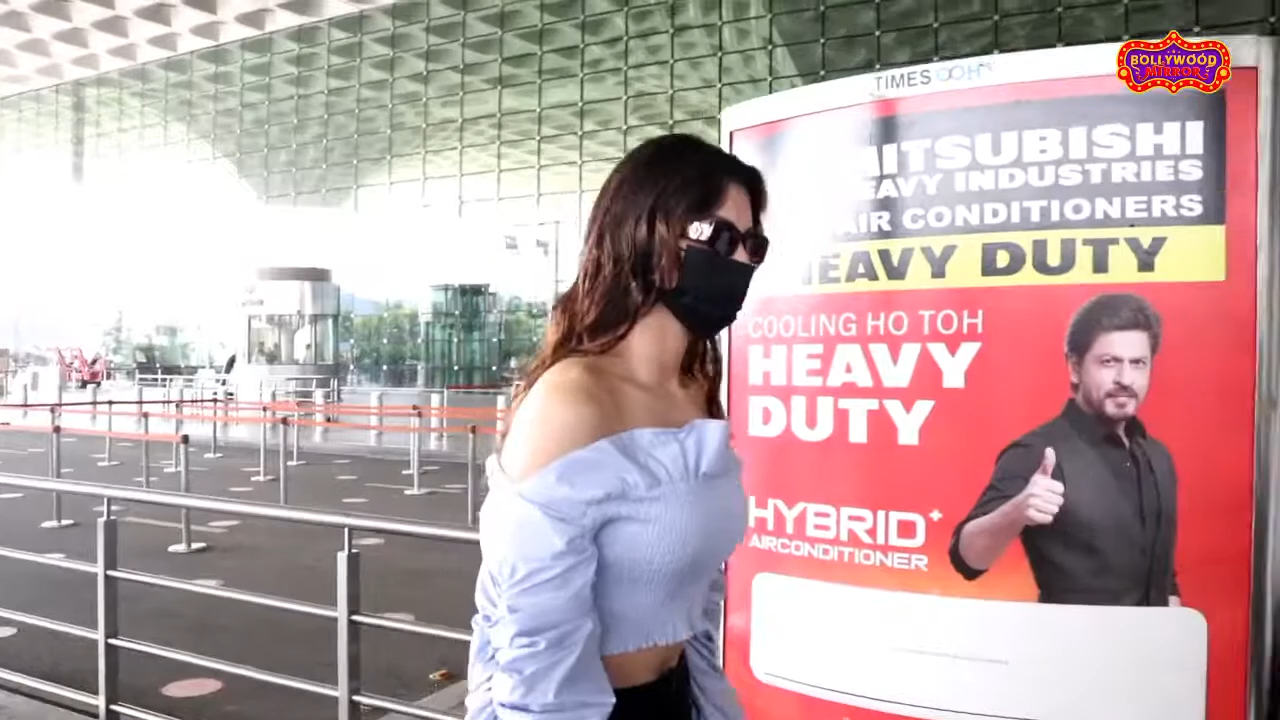 BOLLYWOOD
MIRROR
TIMES OOH
MITSUBISHI
HEAVY INDUSTRIES
AIR CONDITIONERS
HEAVY DUTY
COOLING HO TOH
HEAVY
DUTY
HYBRID+
AIRCONDITIONER